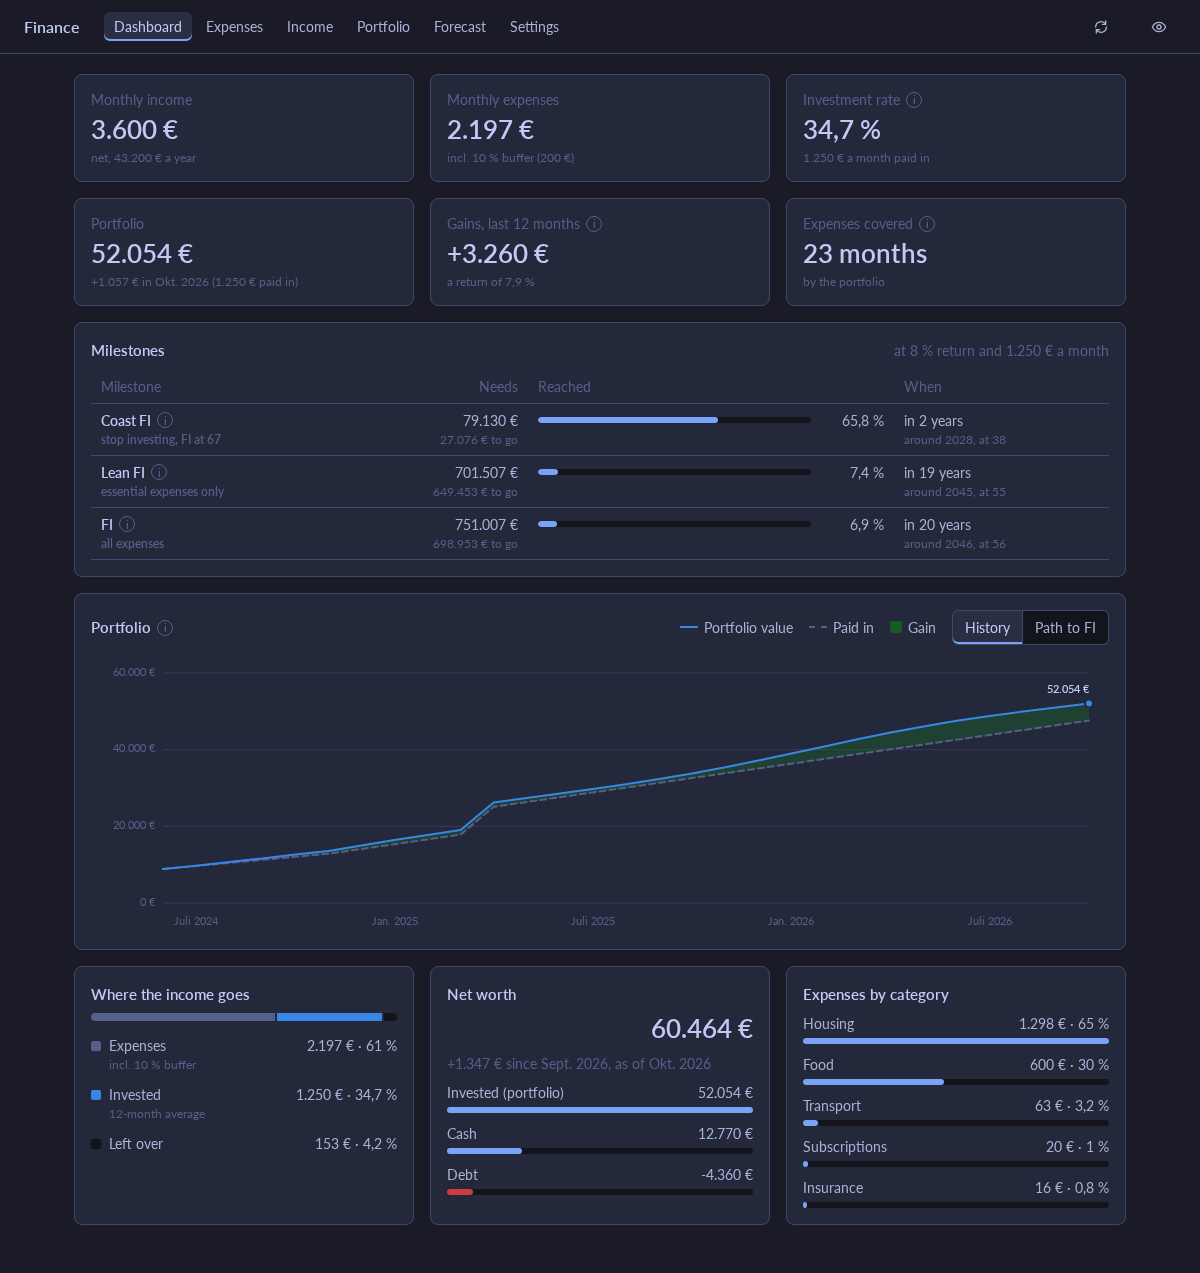 Finance
Dashboard
Expenses
Income
Portfolio
Forecast
Settings
Monthly income
3.600 €
net, 43.200 € a year
Monthly expenses
2.197 €
incl. 10 % buffer (200 €)
Investment rate
34,7 %
1.250 € a month paid in
Portfolio
52.054 €
+1.057 € in Okt. 2026 (1.250 € paid in)
Gains, last 12 months
+3.260 €
a return of 7,9 %
Expenses covered
23 months
by the portfolio
Milestones
at 8 % return and 1.250 € a month
Milestone Needs Reached When
Coast FI 79.130 € 65,8 % in 2 years
stop investing, FI at 67 27.076 € to go around 2028, at 38
Lean FI 701.507 € 7,4 % in 19 years
essential expenses only 649.453 € to go around 2045, at 55
FI 751.007 € 6,9 % in 20 years
all expenses 698.953 € to go around 2046, at 56
Portfolio
Portfolio value
Paid in
Gain
History
Path to FI
60.000 €
52.054 €
40.000 €
20.000 €
0 €
Juli 2024
Jan. 2025
Juli 2025
Jan. 2026
Juli 2026
Where the income goes
Expenses 2.197 € · 61 %
incl. 10 % buffer
Invested 1.250 € · 34,7 %
12-month average
Left over 153 € · 4,2 %
Net worth
60.464 €
+1.347 € since Sept. 2026, as of Okt. 2026
Invested (portfolio) 52.054 €
Cash 12.770 €
Debt -4.360 €
Expenses by category
Housing 1.298 € · 65 %
Food 600 € · 30 %
Transport 63 € · 3,2 %
Subscriptions 20 € · 1 %
Insurance 16 € · 0,8 %